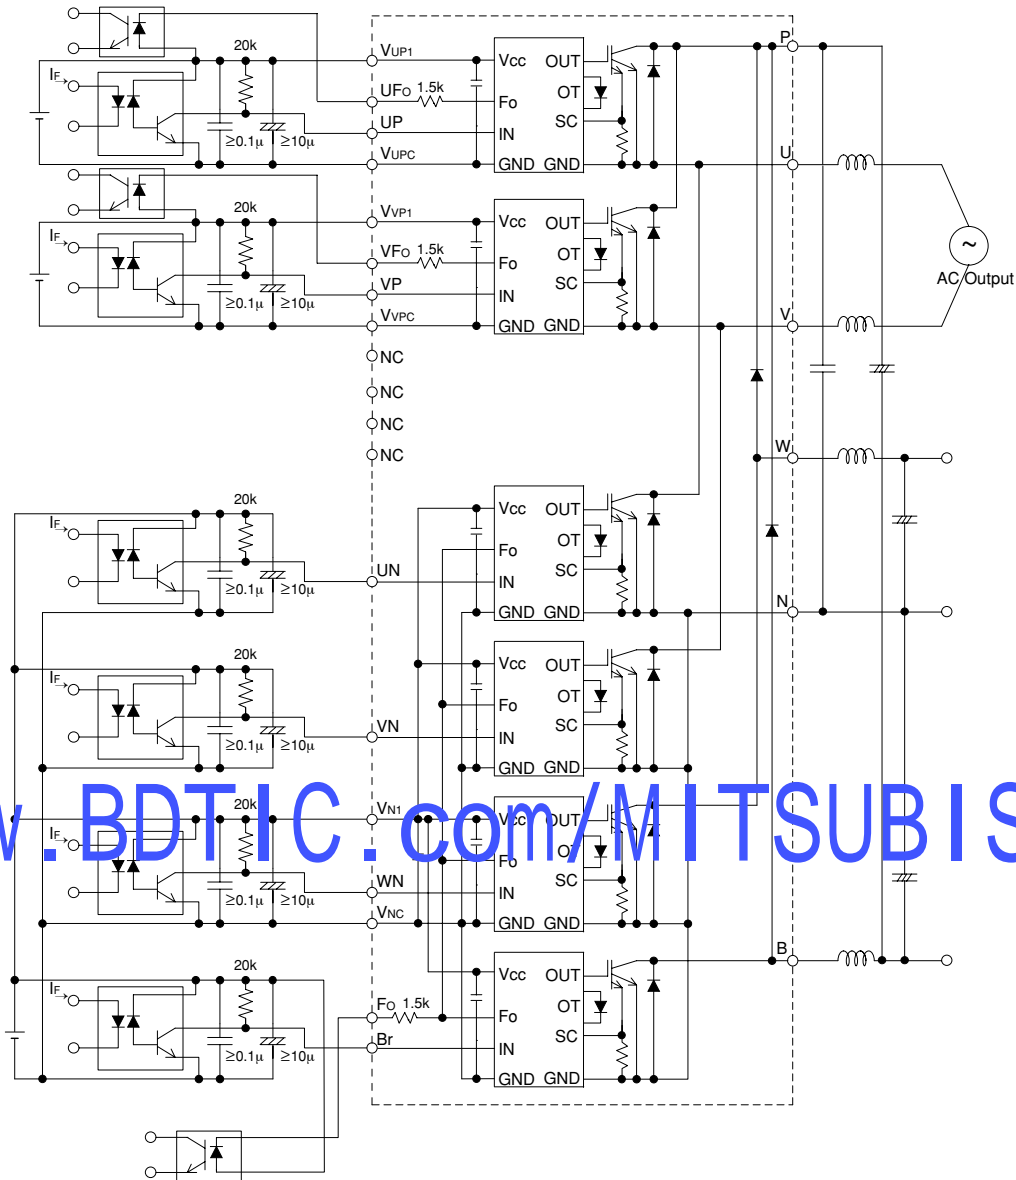 P
20k
VUP1
Vcc OUT
IF
UFO 1.5k
OT
Fo
SC
UP
IN
≥0.1µ ≥10µ
VUPC
GND GND
U
20k
VVP1
Vcc OUT
IF
VFO 1.5k
OT
Fo
SC
VP
IN
≥0.1µ ≥10µ
VVPC
GND GND
V
~
AC Output
NC
NC
NC
NC
W
20k
Vcc OUT
IF
OT
Fo
SC
UN
IN
≥0.1µ ≥10µ
GND GND
N
20k
Vcc OUT
IF
OT
Fo
SC
VN
IN
≥0.1µ ≥10µ
GND GND
w.BDTIC.com/MITSUBIS
20k
VN1
Vcc OUT
IF
OT
Fo
SC
WN
IN
≥0.1µ ≥10µ
VNC
GND GND
B
20k
Vcc OUT
IF
FO 1.5k
OT
Fo
SC
Br
IN
≥0.1µ ≥10µ
GND GND